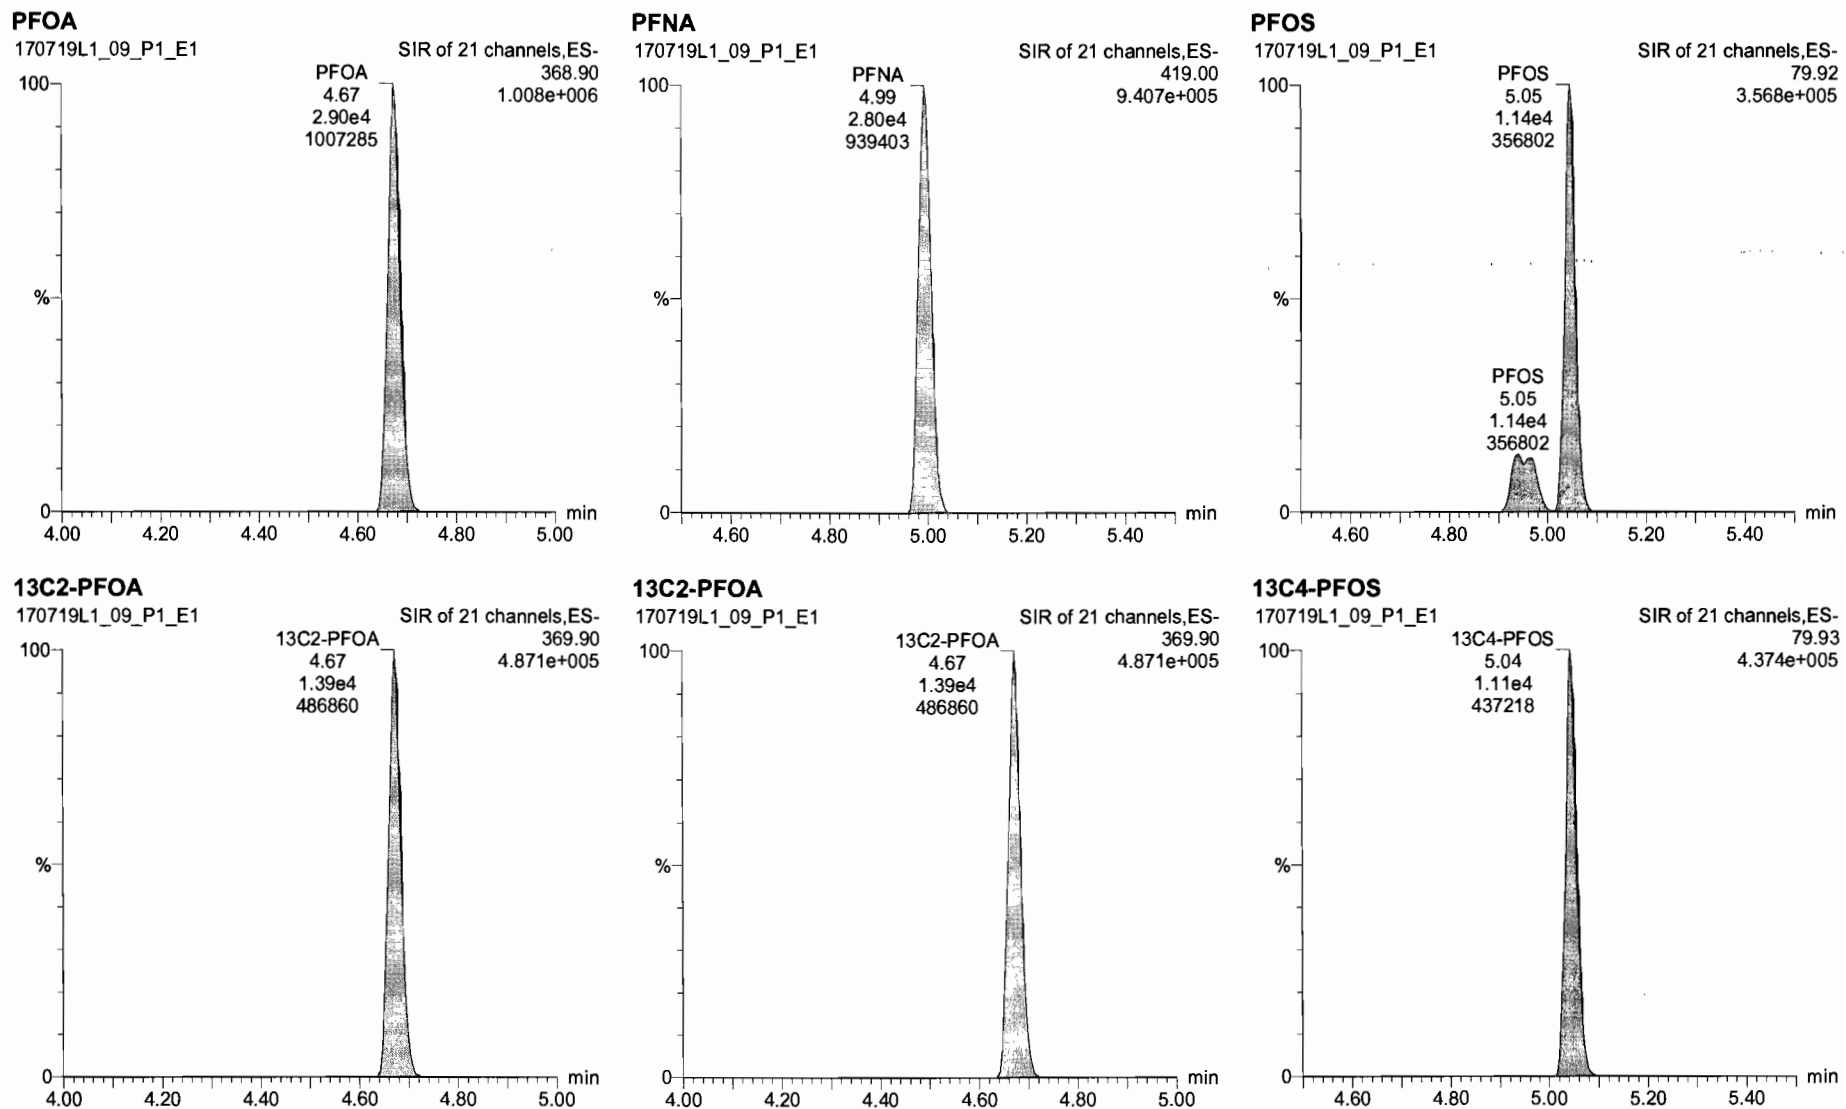 PFOA
170719L1_09_P1_E1
SIR of 21 channels,ES-
368.90
1.008e+006
PFOA
4.67
2.90e4
1007285
100
%
0
min
4.00 4.20 4.40 4.60 4.80 5.00
PFNA
170719L1_09_P1_E1
SIR of 21 channels,ES-
419.00
9.407e+005
PFNA
4.99
2.80e4
939403
100
%
0
min
4.60 4.80 5.00 5.20 5.40
PFOS
170719L1_09_P1_E1
SIR of 21 channels,ES-
79.92
3.568e+005
PFOS
5.05
1.14e4
356802
100
%
PFOS
5.05
1.14e4
356802
0
min
4.60 4.80 5.00 5.20 5.40
13C2-PFOA
170719L1_09_P1_E1
SIR of 21 channels,ES-
369.90
4.871e+005
13C2-PFOA
4.67
1.39e4
486860
100
%
0
min
4.00 4.20 4.40 4.60 4.80 5.00
13C2-PFOA
170719L1_09_P1_E1
SIR of 21 channels,ES-
369.90
4.871e+005
13C2-PFOA
4.67
1.39e4
486860
100
%
0
min
4.00 4.20 4.40 4.60 4.80 5.00
13C4-PFOS
170719L1_09_P1_E1
SIR of 21 channels,ES-
79.93
4.374e+005
13C4-PFOS
5.04
1.11e4
437218
100
%
0
min
4.60 4.80 5.00 5.20 5.40